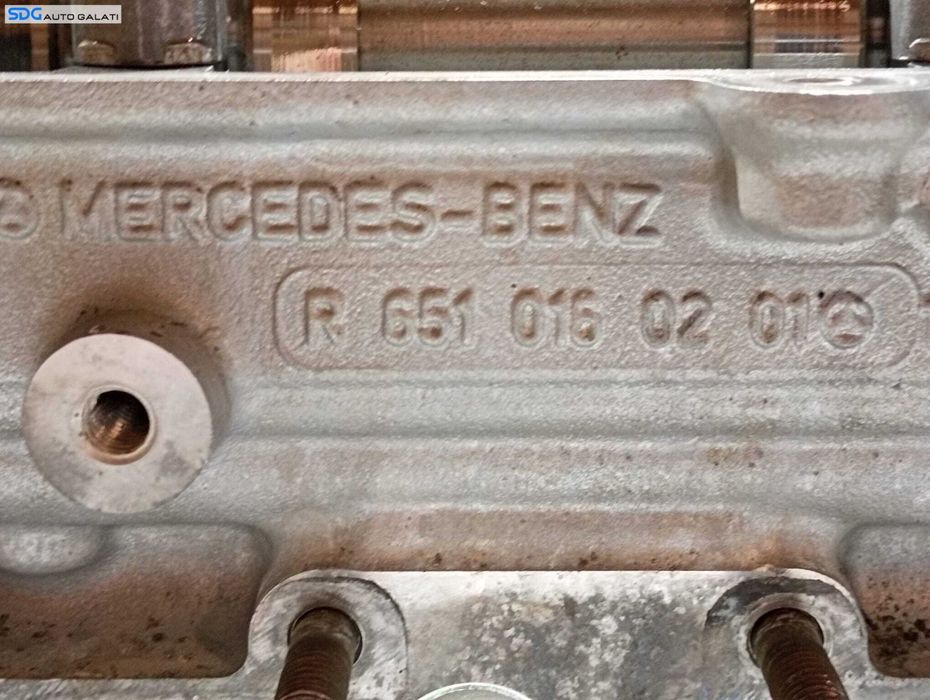 SDG AUTO GALATI
MERCEDES-BENZ
R 651 016 02 01